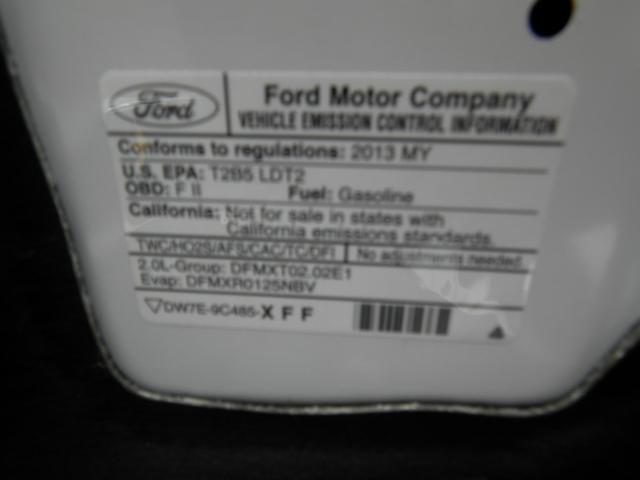 Ford
Ford Motor Company
VEHICLE EMISSION CONTROL INFORMATION
Conforms to regulations: 2013 MY
U.S. EPA: T2B5 LDT2
OBD: F II Fuel: Gasoline
California: Not for sale in states with
California emissions standards.
TWC/HO2S/AFS/CAC/TC/DFI No adjustments needed.
2.0L-Group: DFMXT02.02E1
Evap: DFMXR0125NBV
DW7E-9C485-XFF